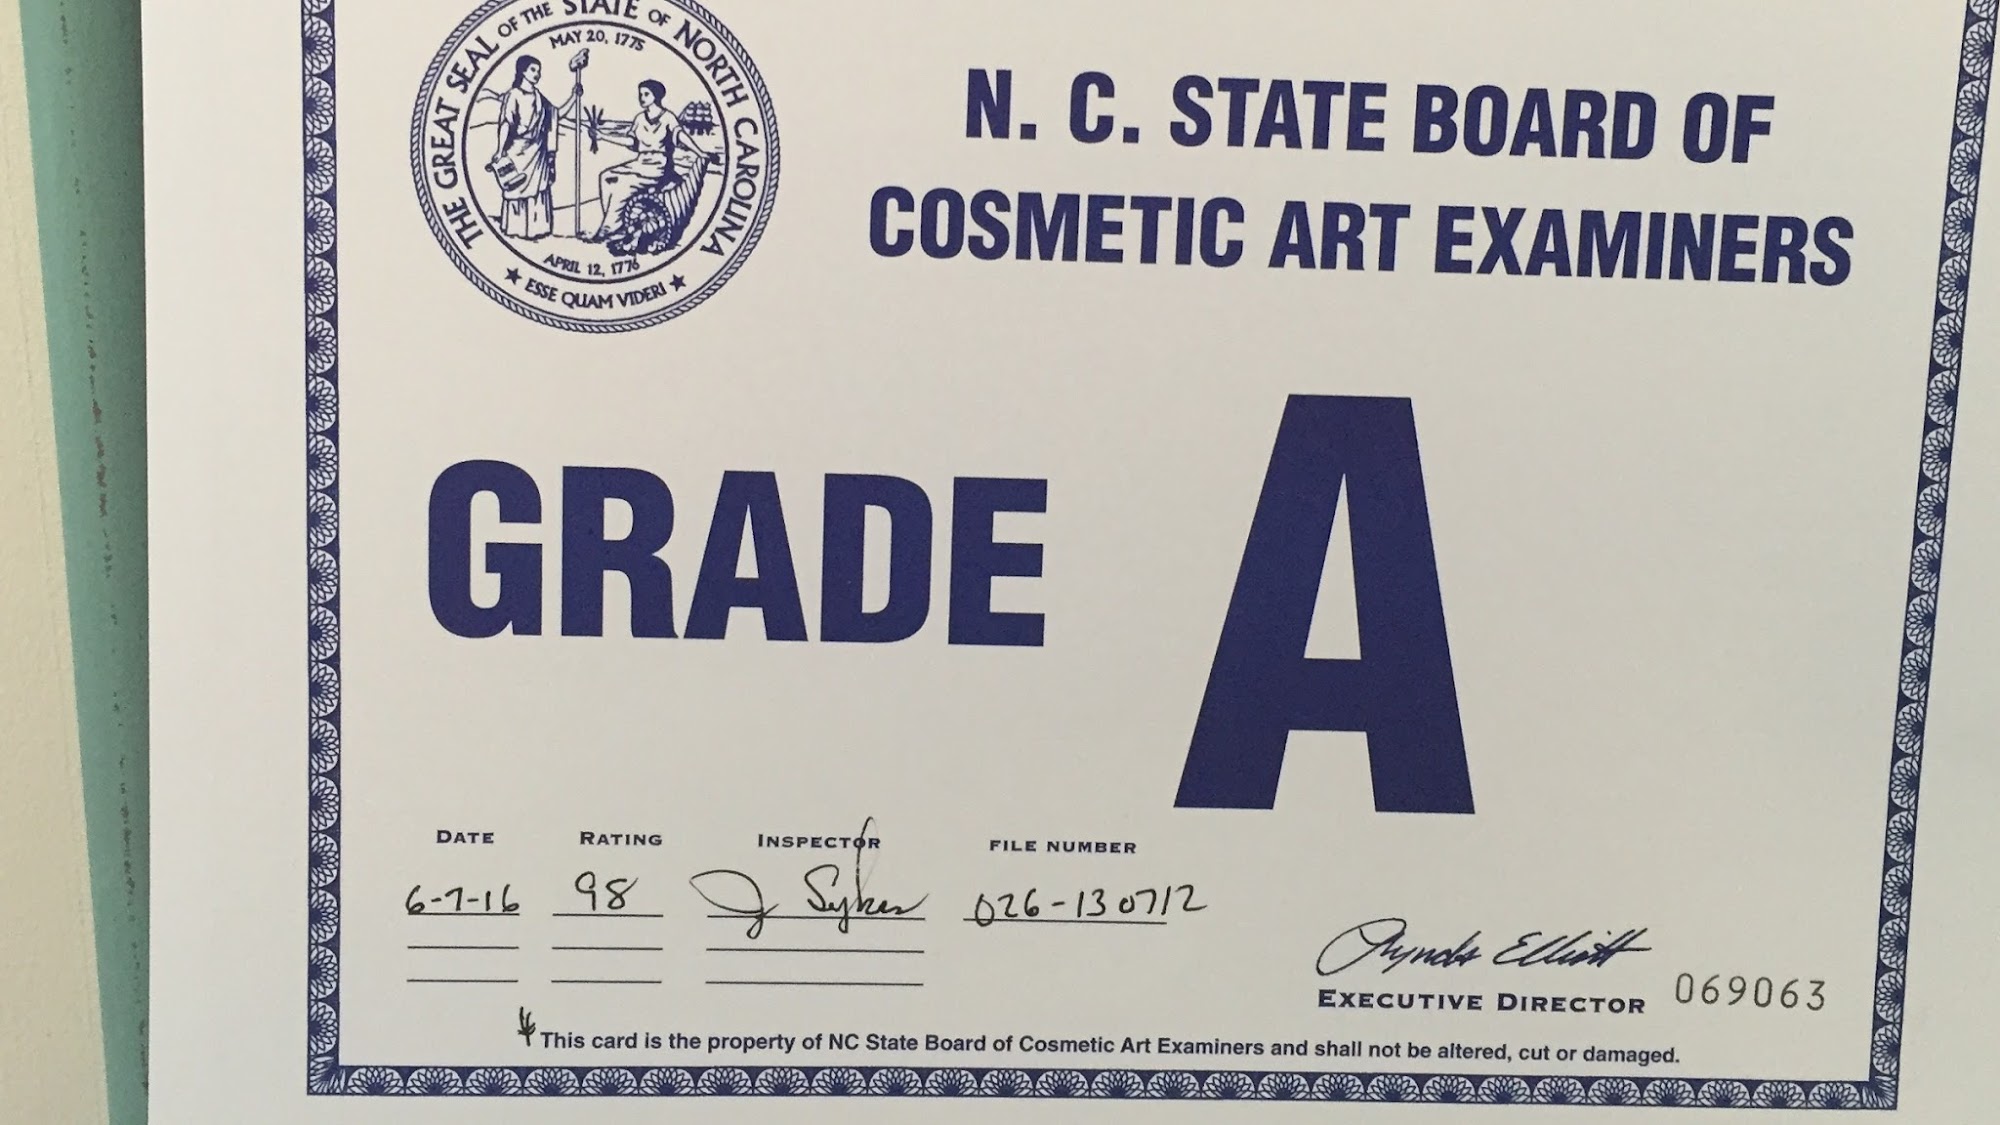 THE GREAT SEAL OF THE STATE OF NORTH CAROLINA
MAY 20, 1775
APRIL 12, 1776
★ ESSE QUAM VIDERI ★
N. C. STATE BOARD OF
COSMETIC ART EXAMINERS
GRADE A
DATE RATING INSPECTOR FILE NUMBER
6-7-16 98 J Sykes 026-130712
Lynda Elliott
EXECUTIVE DIRECTOR 069063
This card is the property of NC State Board of Cosmetic Art Examiners and shall not be altered, cut or damaged.